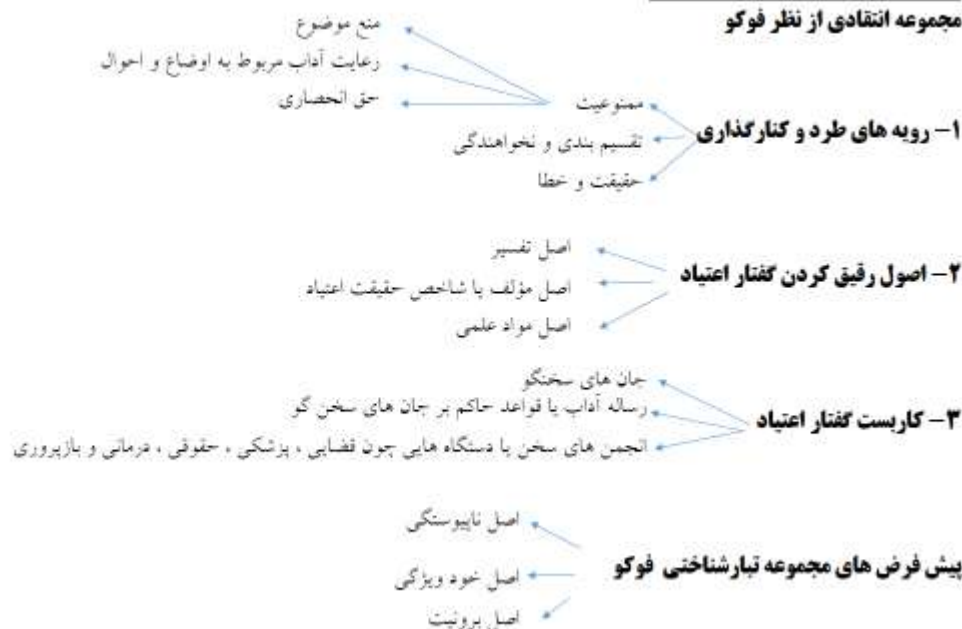 مجموعه انتقادی از نظر فوکو
منع موضوع
رعایت آداب مربوط به اوضاع و احوال
حق انحصاری
ممنوعیت
۱- رویه های طرد و کنارگذاری
تقسیم بندی و نخواهندگی
حقیقت و خطا
اصل تفسیر
۲- اصول رقیق کردن گفتار اعتیاد
اصل مؤلف یا شاخص حقیقت اعتیاد
اصل مواد علمی
جان های سخنگو
رساله آداب یا قواعد حاکم بر جان های سخن گو
۳- کاربست گفتار اعتیاد
انجمن های سخن یا دستگاه هایی چون قضایی ، پزشکی ، حقوقی ، درمانی و بازپروری
اصل ناپیوستگی
پیش فرض های مجموعه تبارشناختی فوکو
اصل خود ویژگی
اصل برونیت